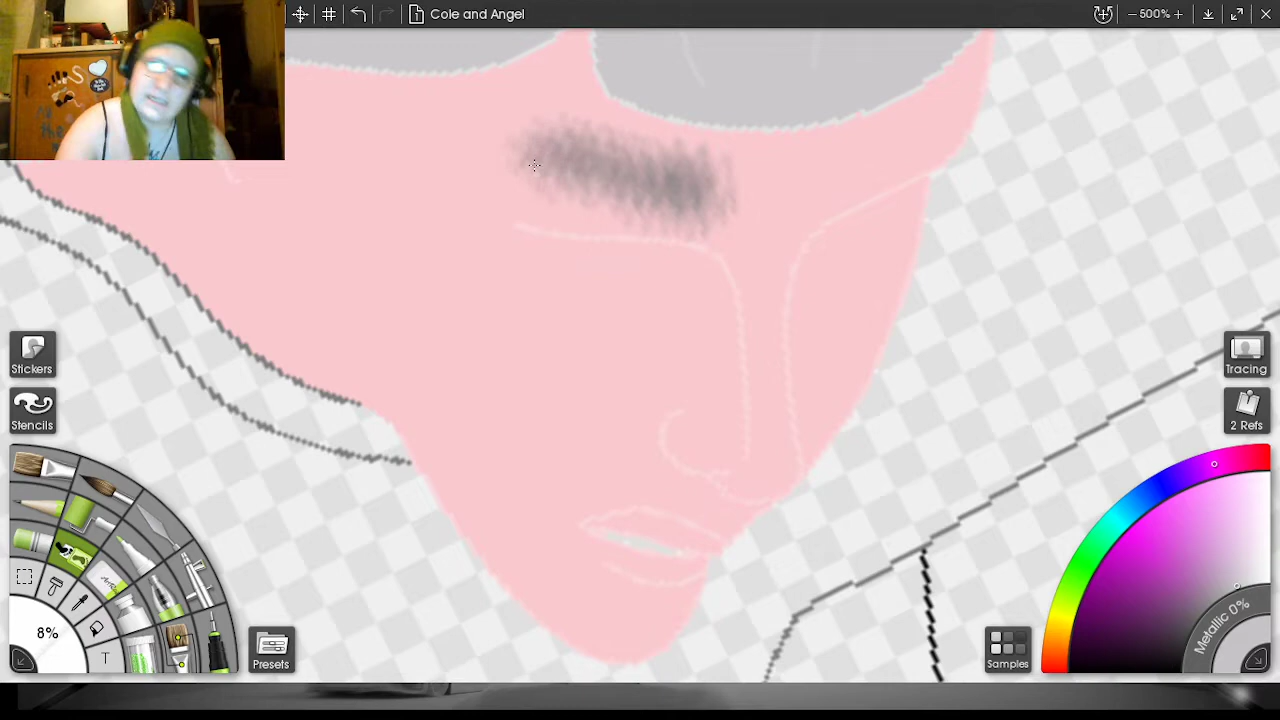 Cole and Angel
500%
Stickers
Stencils
Tracing
2 Refs
8%
T
Presets
Samples
Metallic 0%